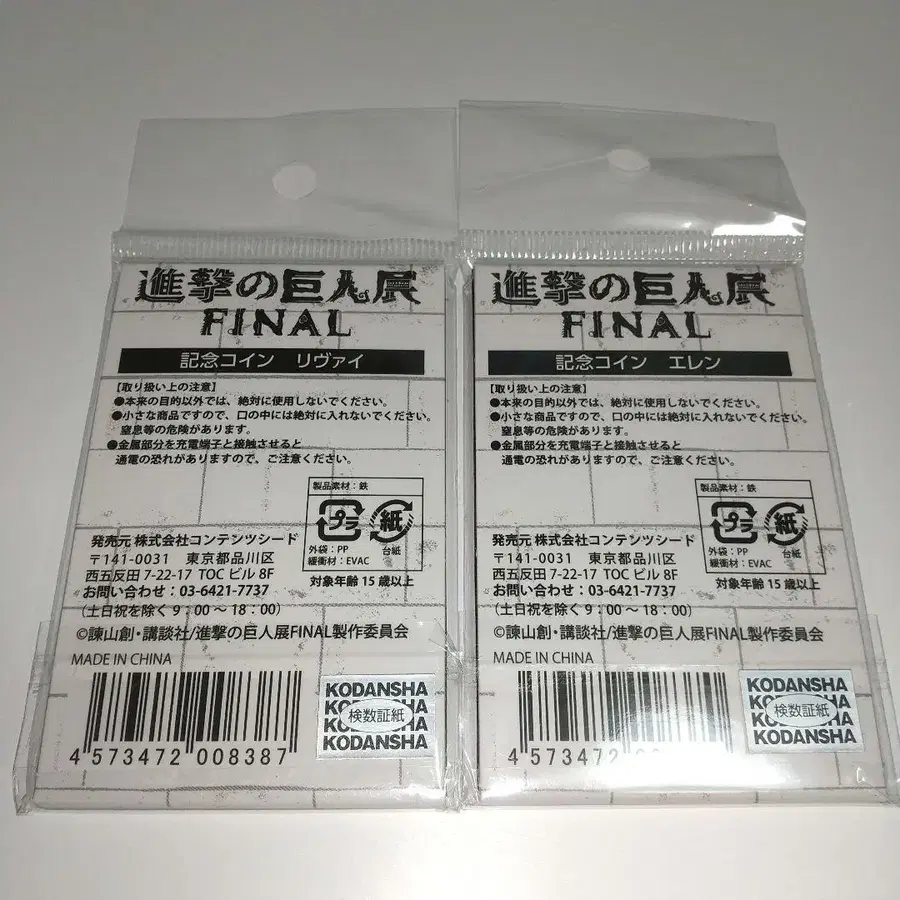 進撃の巨人展
FINAL
記念コイン リヴァイ
【取り扱い上の注意】
●本来の目的以外では、絶対に使用しないでください。
●小さな商品ですので、口の中には絶対に入れないでください。
窒息等の危険があります。
●金属部分を充電端子と接触させると
通電の恐れがありますので、ご注意ください。
製品素材:鉄
プラ 紙
外袋:PP 台紙
緩衝材:EVAC
対象年齢 15 歳以上
発売元 株式会社コンテンツシード
〒141-0031 東京都品川区
西五反田 7-22-17 TOC ビル 8F
お問い合わせ:03-6421-7737
(土日祝を除く 9:00 〜 18:00)
©諫山創・講談社/進撃の巨人展FINAL製作委員会
MADE IN CHINA
4 573472 008387
KODANSHA
KODANSHA
検数証紙
KODANSHA
進撃の巨人展
FINAL
記念コイン エレン
【取り扱い上の注意】
●本来の目的以外では、絶対に使用しないでください。
●小さな商品ですので、口の中には絶対に入れないでください。
窒息等の危険があります。
●金属部分を充電端子と接触させると
通電の恐れがありますので、ご注意ください。
製品素材:鉄
プラ 紙
外袋:PP 台紙
緩衝材:EVAC
対象年齢 15 歳以上
発売元 株式会社コンテンツシード
〒141-0031 東京都品川区
西五反田 7-22-17 TOC ビル 8F
お問い合わせ:03-6421-7737
(土日祝を除く 9:00 〜 18:00)
©諫山創・講談社/進撃の巨人展FINAL製作委員会
MADE IN CHINA
4 573472
KODANSHA
KODANSHA
検数証紙
KODANSHA